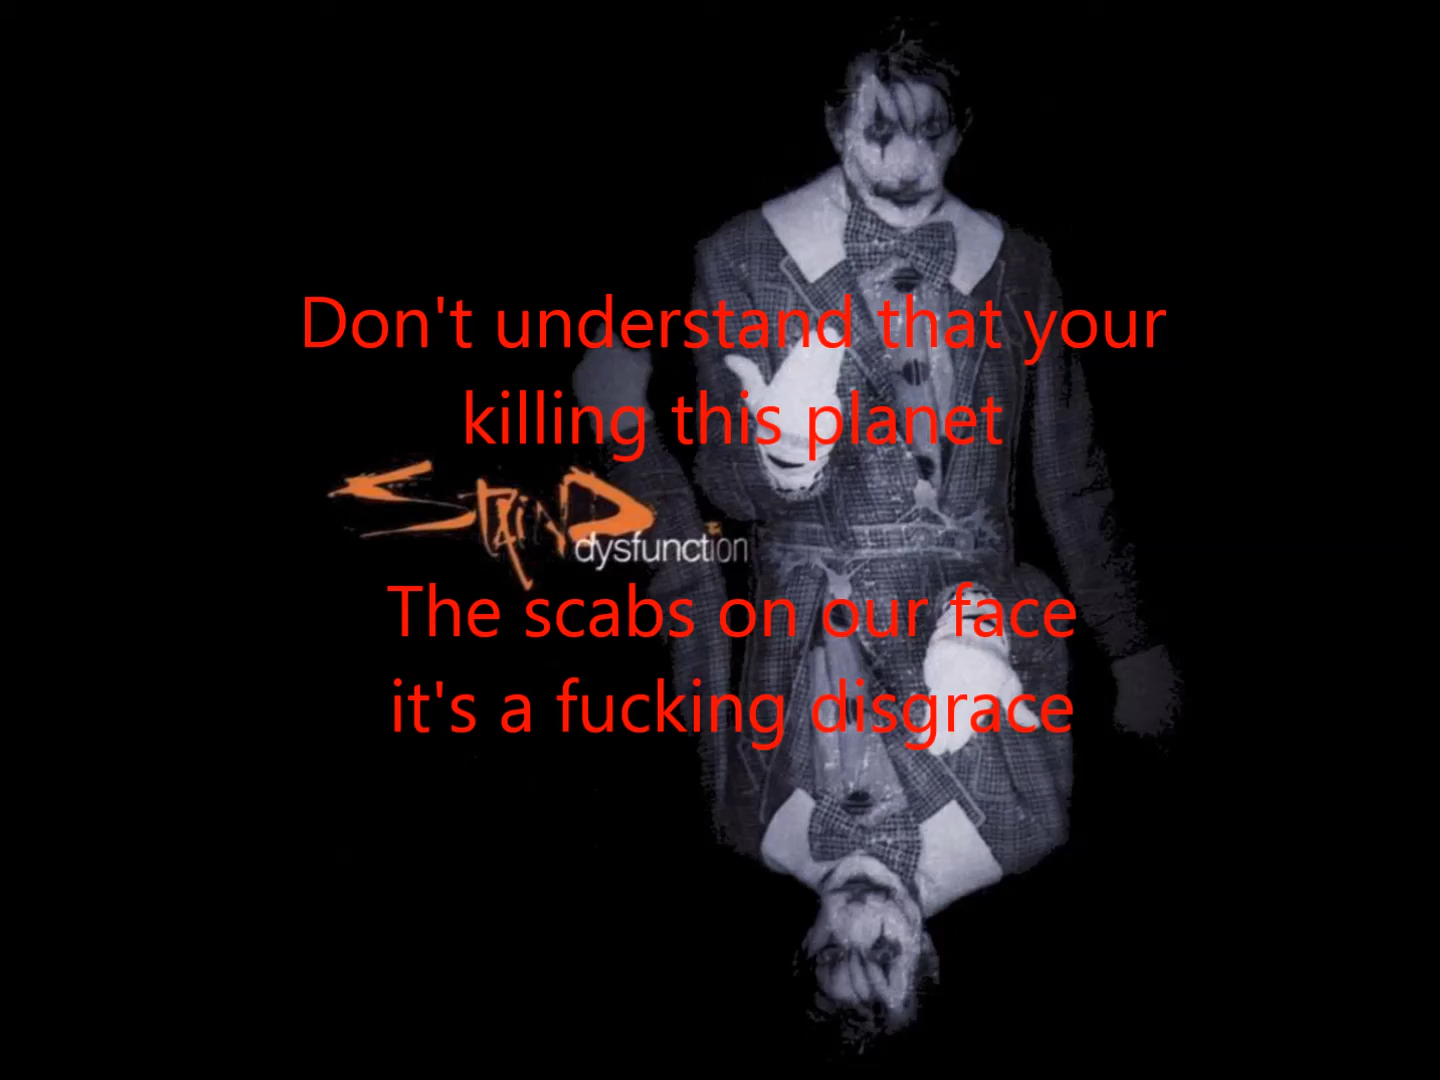 Don't understand that your
killing this planet
Staind
dysfunction
The scabs on our face
it's a fucking disgrace